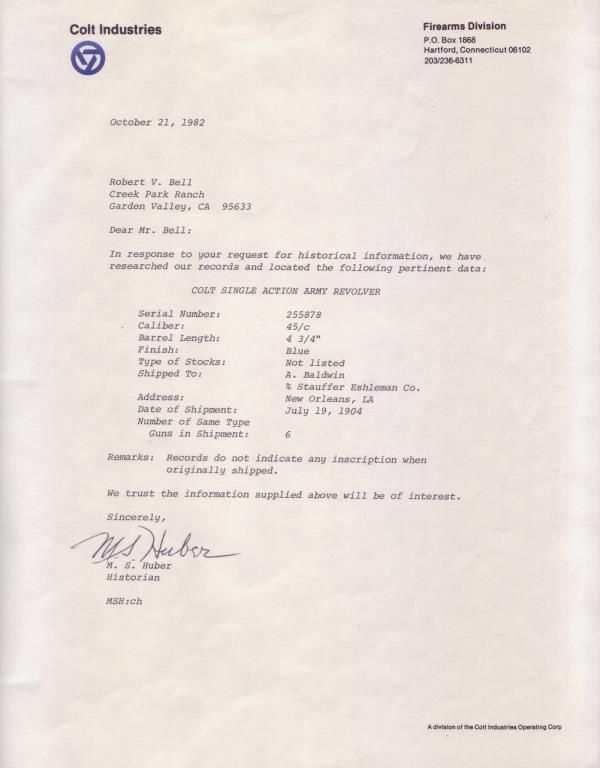 Colt Industries
Firearms Division
P.O. Box 1868
Hartford, Connecticut 06102
203/236-6311
October 21, 1982
Robert V. Bell
Creek Park Ranch
Garden Valley, CA 95633
Dear Mr. Bell:
In response to your request for historical information, we have
researched our records and located the following pertinent data:
COLT SINGLE ACTION ARMY REVOLVER
Serial Number: 255878
Caliber: 45/c
Barrel Length: 4 3/4"
Finish: Blue
Type of Stocks: Not listed
Shipped To: A. Baldwin
% Stauffer Eshleman Co.
Address: New Orleans, LA
Date of Shipment: July 19, 1904
Number of Same Type
Guns in Shipment: 6
Remarks: Records do not indicate any inscription when
originally shipped.
We trust the information supplied above will be of interest.
Sincerely,
MS Huber
M. S. Huber
Historian
MSH:ch
A division of the Colt Industries Operating Corp